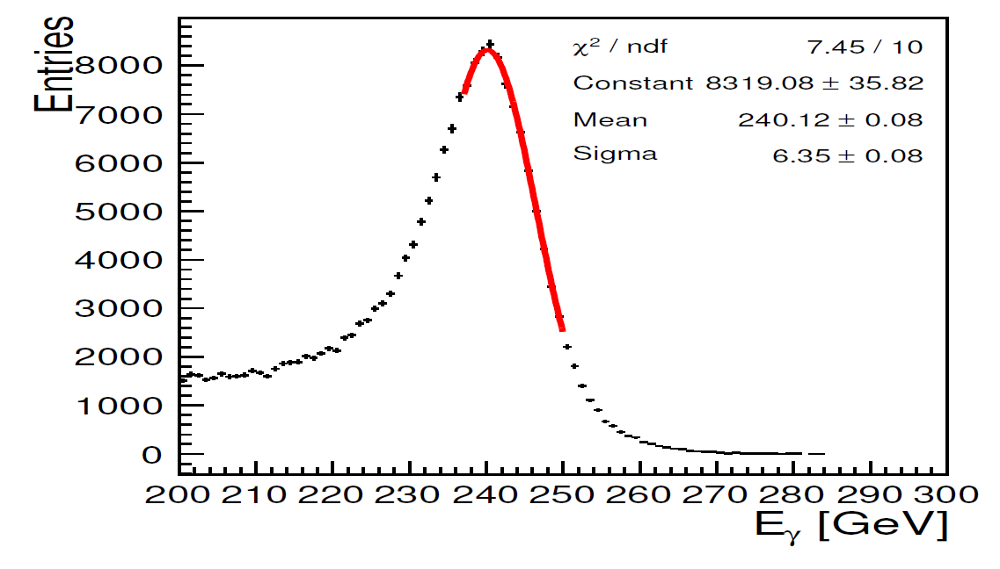 Entries
χ² / ndf 7.45 / 10
Constant 8319.08 ± 35.82
Mean 240.12 ± 0.08
Sigma 6.35 ± 0.08
8000
7000
6000
5000
4000
3000
2000
1000
0
200 210 220 230 240 250 260 270 280 290 300
Eγ [GeV]